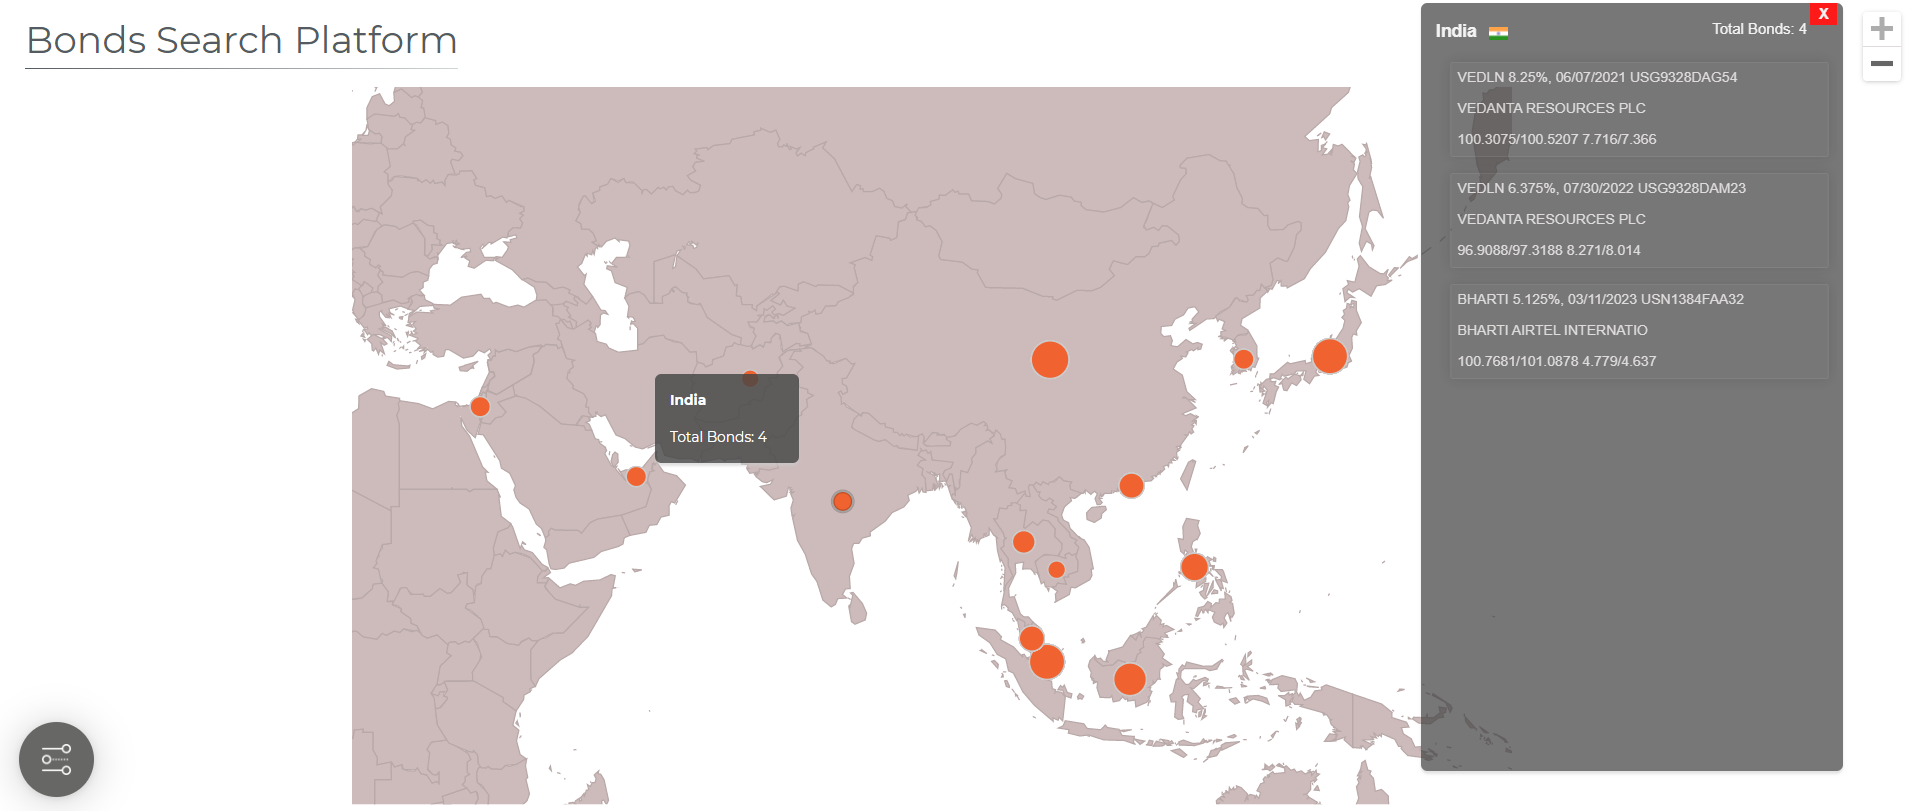 Bonds Search Platform
India
Total Bonds: 4
X
VEDLN 8.25%, 06/07/2021 USG9328DAG54
VEDANTA RESOURCES PLC
100.3075/100.5207 7.716/7.366
VEDLN 6.375%, 07/30/2022 USG9328DAM23
VEDANTA RESOURCES PLC
96.9088/97.3188 8.271/8.014
BHARTI 5.125%, 03/11/2023 USN1384FAA32
BHARTI AIRTEL INTERNATIO
100.7681/101.0878 4.779/4.637
India
Total Bonds: 4